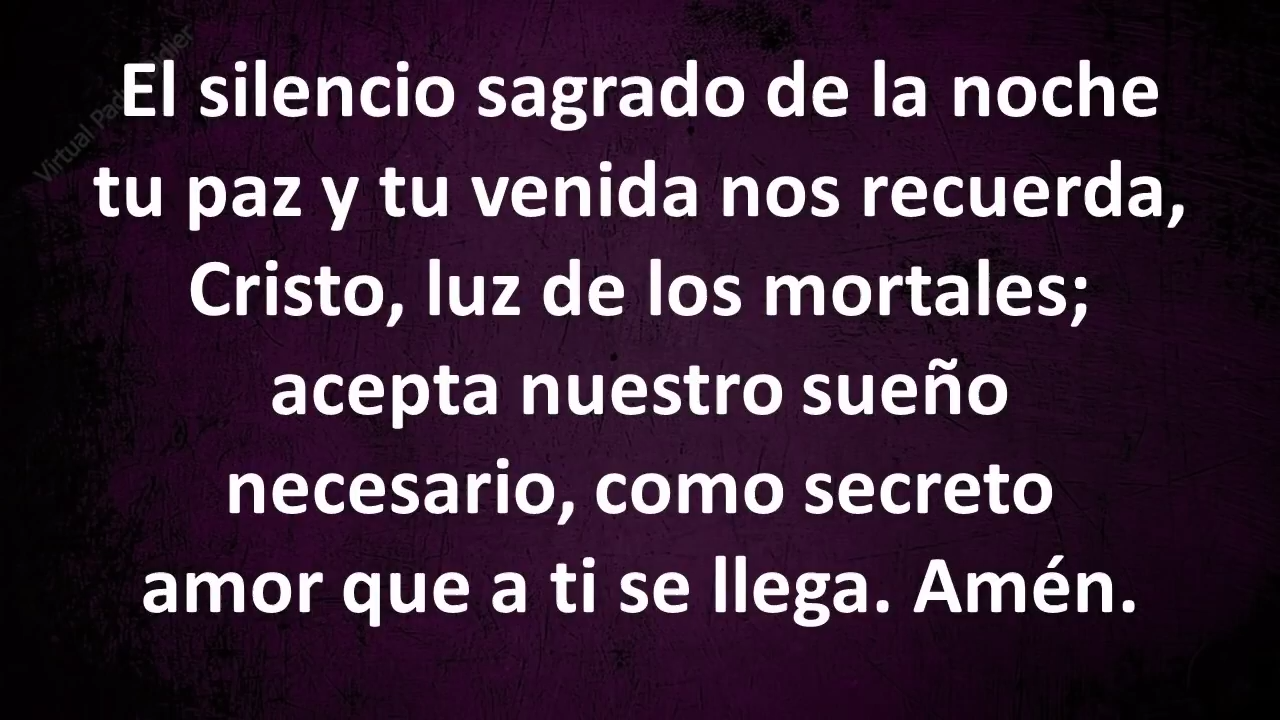 El silencio sagrado de la noche
tu paz y tu venida nos recuerda,
Cristo, luz de los mortales;
acepta nuestro sueño
necesario, como secreto
amor que a ti se llega. Amén.
Virtual